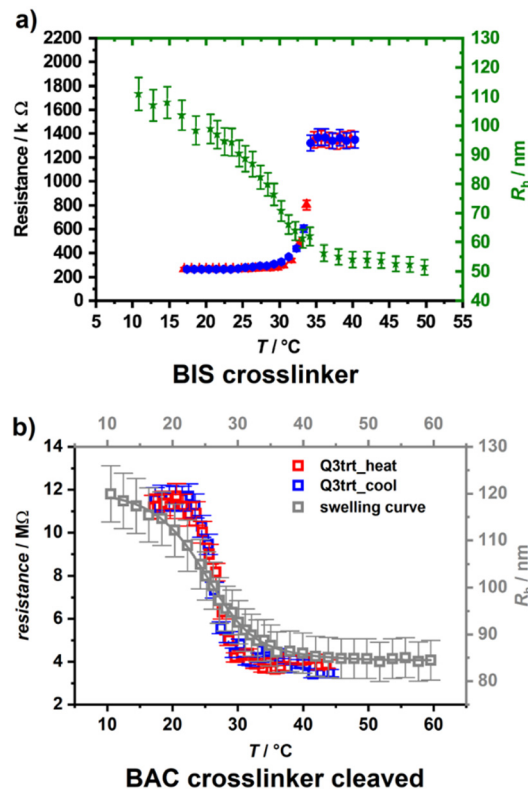 a)
2200
2000
1800
1600
1400
1200
1000
800
600
400
200
0
Resistance / k Ω
130
120
110
100
90
80
70
60
50
40
R_h / nm
5 10 15 20 25 30 35 40 45 50 55
T / °C
BIS crosslinker
b)
10 20 30 40 50 60
14
12
10
8
6
4
2
resistance / MΩ
Q3trt_heat
Q3trt_cool
swelling curve
130
120
110
100
90
80
R_h / nm
10 20 30 40 50 60
T / °C
BAC crosslinker cleaved